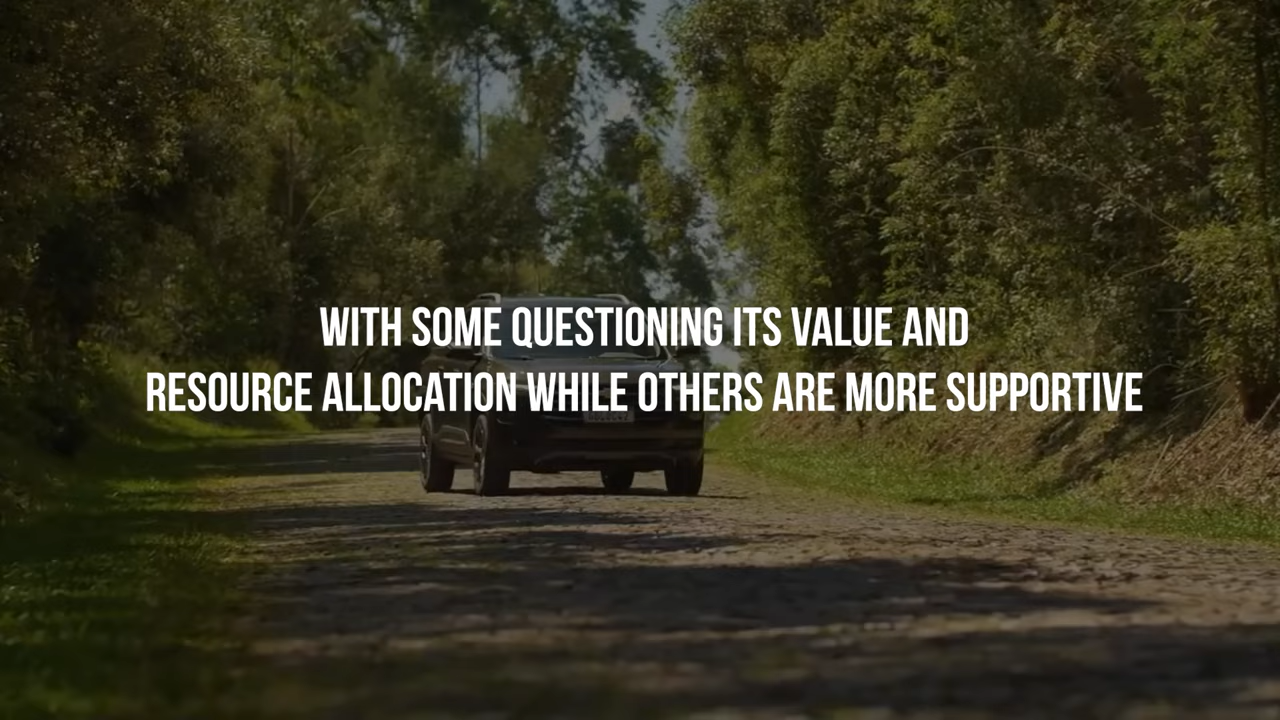 WITH SOME QUESTIONING ITS VALUE AND
RESOURCE ALLOCATION WHILE OTHERS ARE MORE SUPPORTIVE